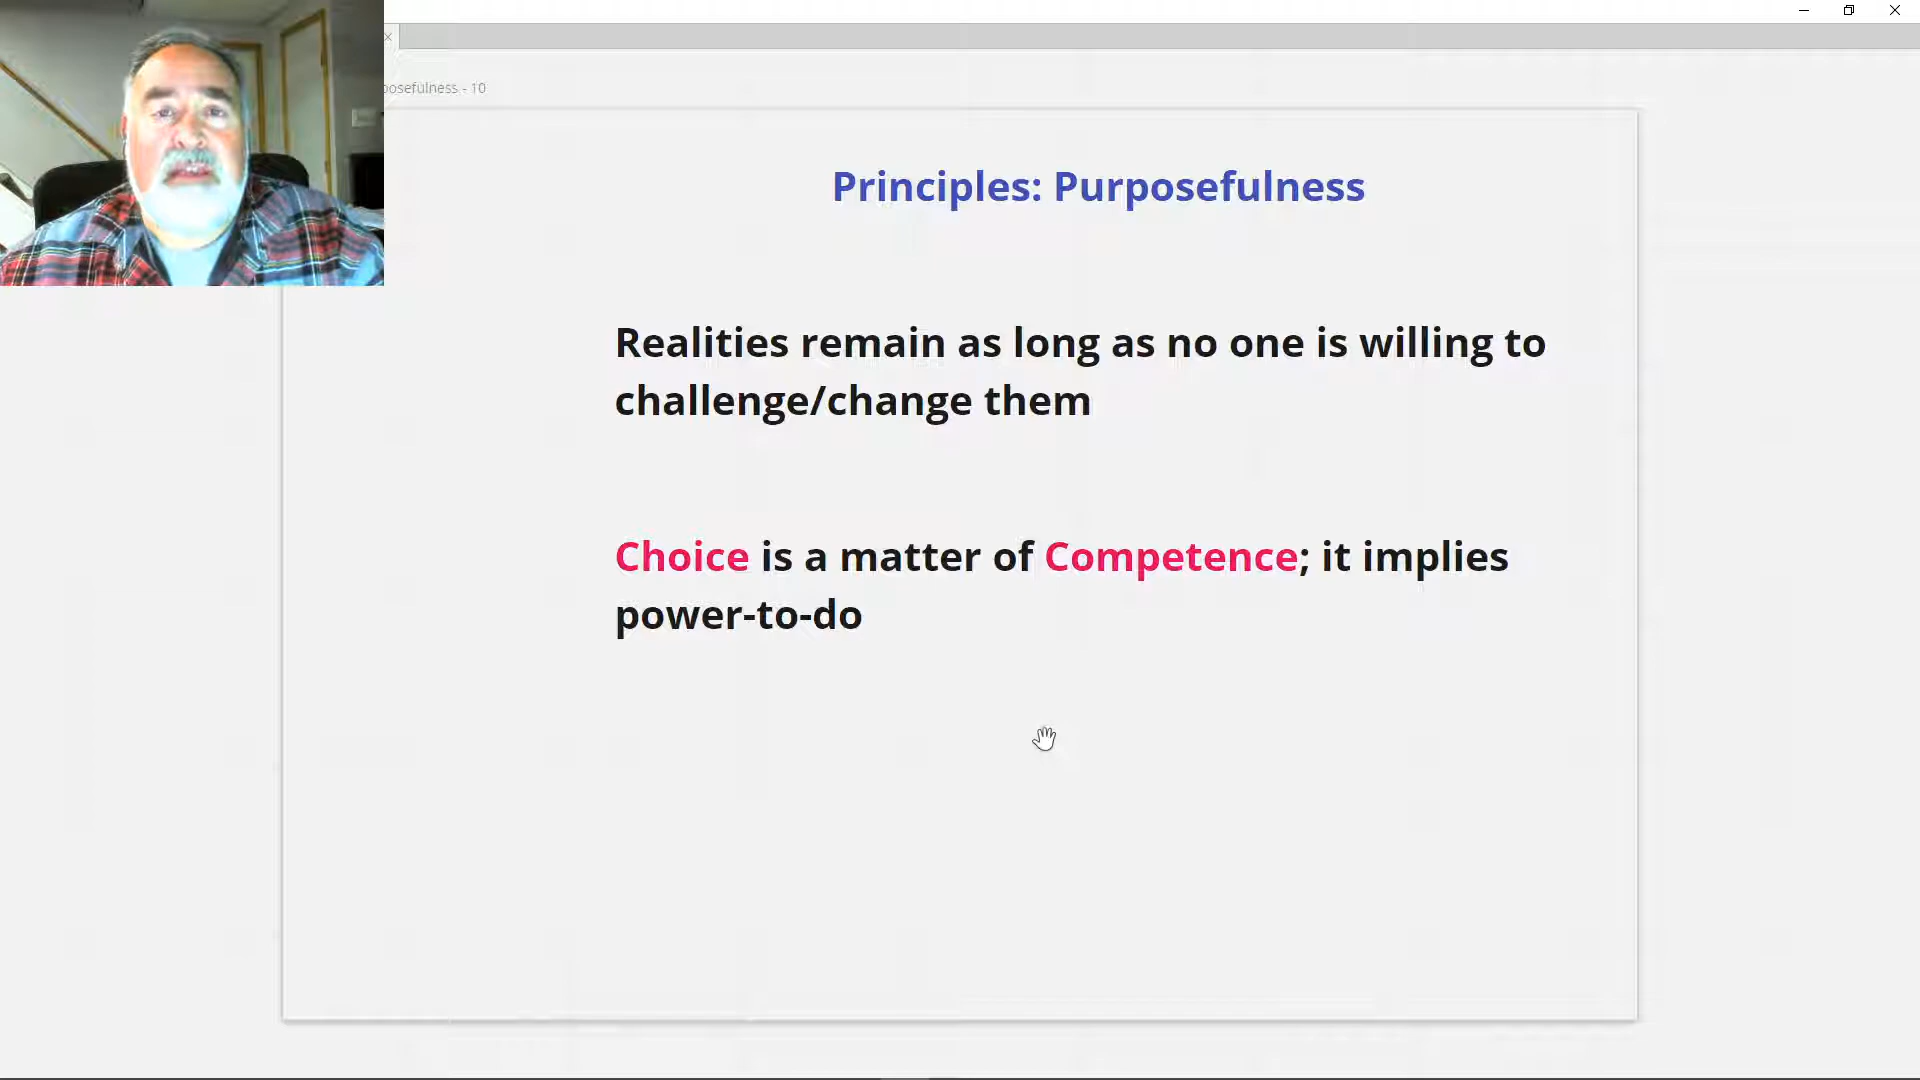 posefulness - 10
Principles: Purposefulness
Realities remain as long as no one is willing to
challenge/change them
Choice is a matter of Competence; it implies
power-to-do